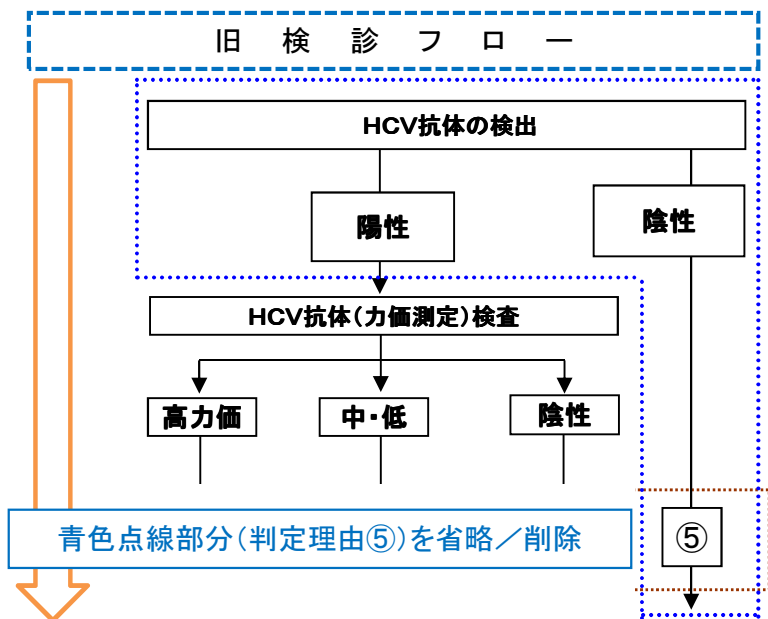 旧検診フロー
HCV抗体の検出
陽性
陰性
HCV抗体(力価測定)検査
高力価
中・低
陰性
青色点線部分(判定理由⑤)を省略/削除
⑤